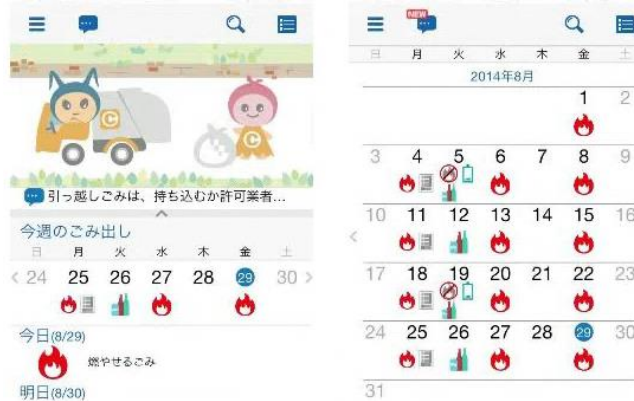 引っ越しごみは、持ち込むか許可業者...
今週のごみ出し
日 月 火 水 木 金 土
24 25 26 27 28 29 30
今日(8/29)
燃やせるごみ
明日(8/30)
NEW
日 月 火 水 木 金 土
2014年8月
1 2
3 4 5 6 7 8 9
10 11 12 13 14 15 16
17 18 19 20 21 22 23
24 25 26 27 28 29 30
31